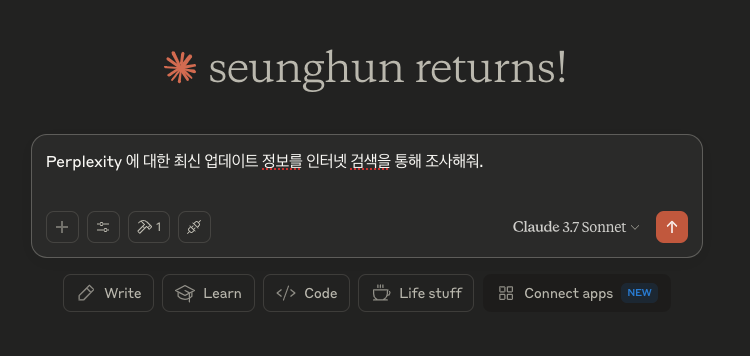 seunghun returns!
Perplexity 에 대한 최신 업데이트 정보를 인터넷 검색을 통해 조사해줘.
1
Claude 3.7 Sonnet
Write
Learn
Code
Life stuff
Connect apps NEW